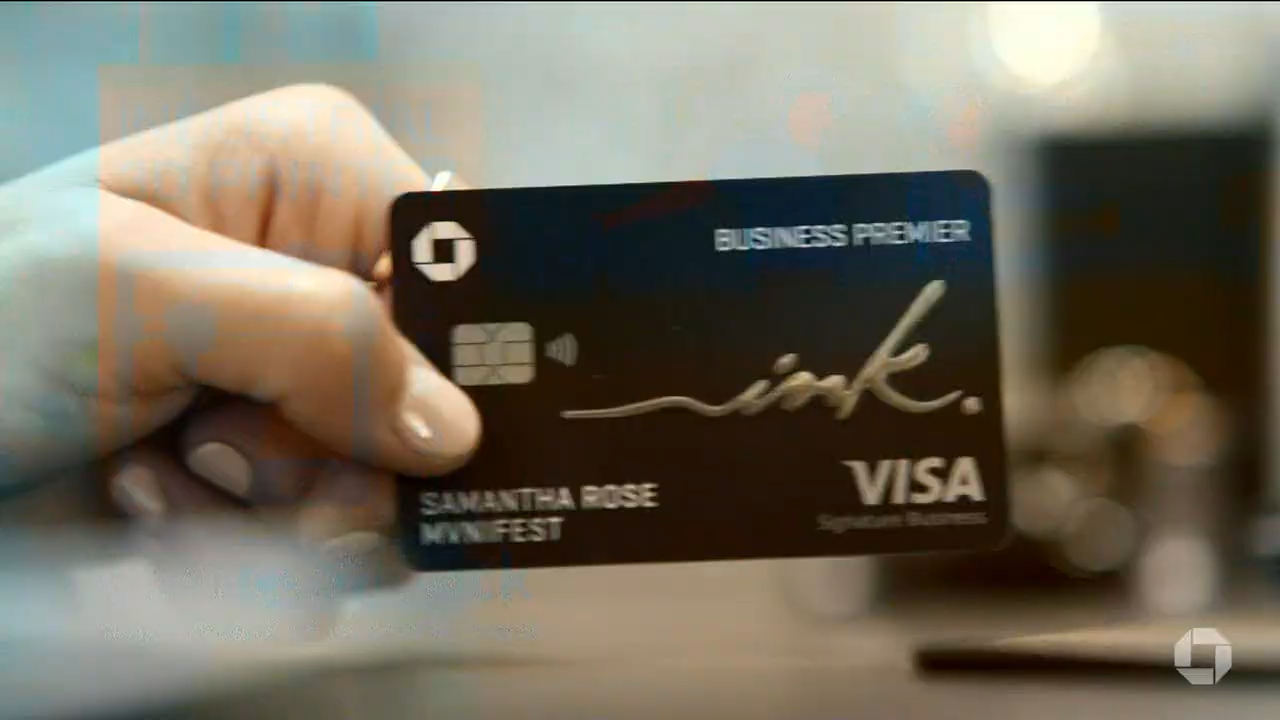 BUSINESS PREMIER
ink.
VISA
Signature Business
SAMANTHA ROSE
MVNIFEST